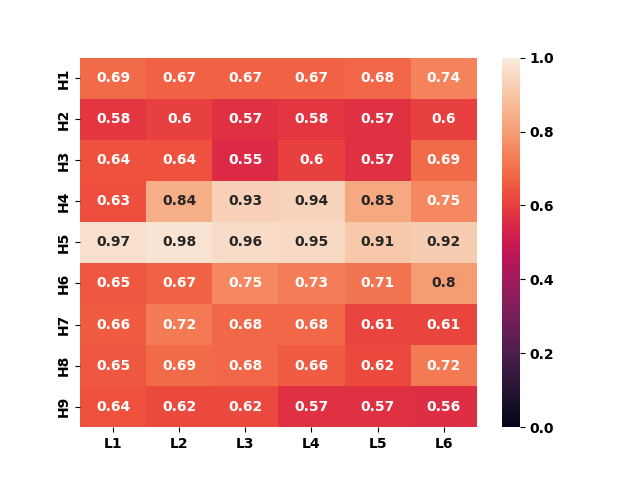 H1 0.69 0.67 0.67 0.67 0.68 0.74
H2 0.58 0.6 0.57 0.58 0.57 0.6
H3 0.64 0.64 0.55 0.6 0.57 0.69
H4 0.63 0.84 0.93 0.94 0.83 0.75
H5 0.97 0.98 0.96 0.95 0.91 0.92
H6 0.65 0.67 0.75 0.73 0.71 0.8
H7 0.66 0.72 0.68 0.68 0.61 0.61
H8 0.65 0.69 0.68 0.66 0.62 0.72
H9 0.64 0.62 0.62 0.57 0.57 0.56
L1 L2 L3 L4 L5 L6
1.0
0.8
0.6
0.4
0.2
0.0